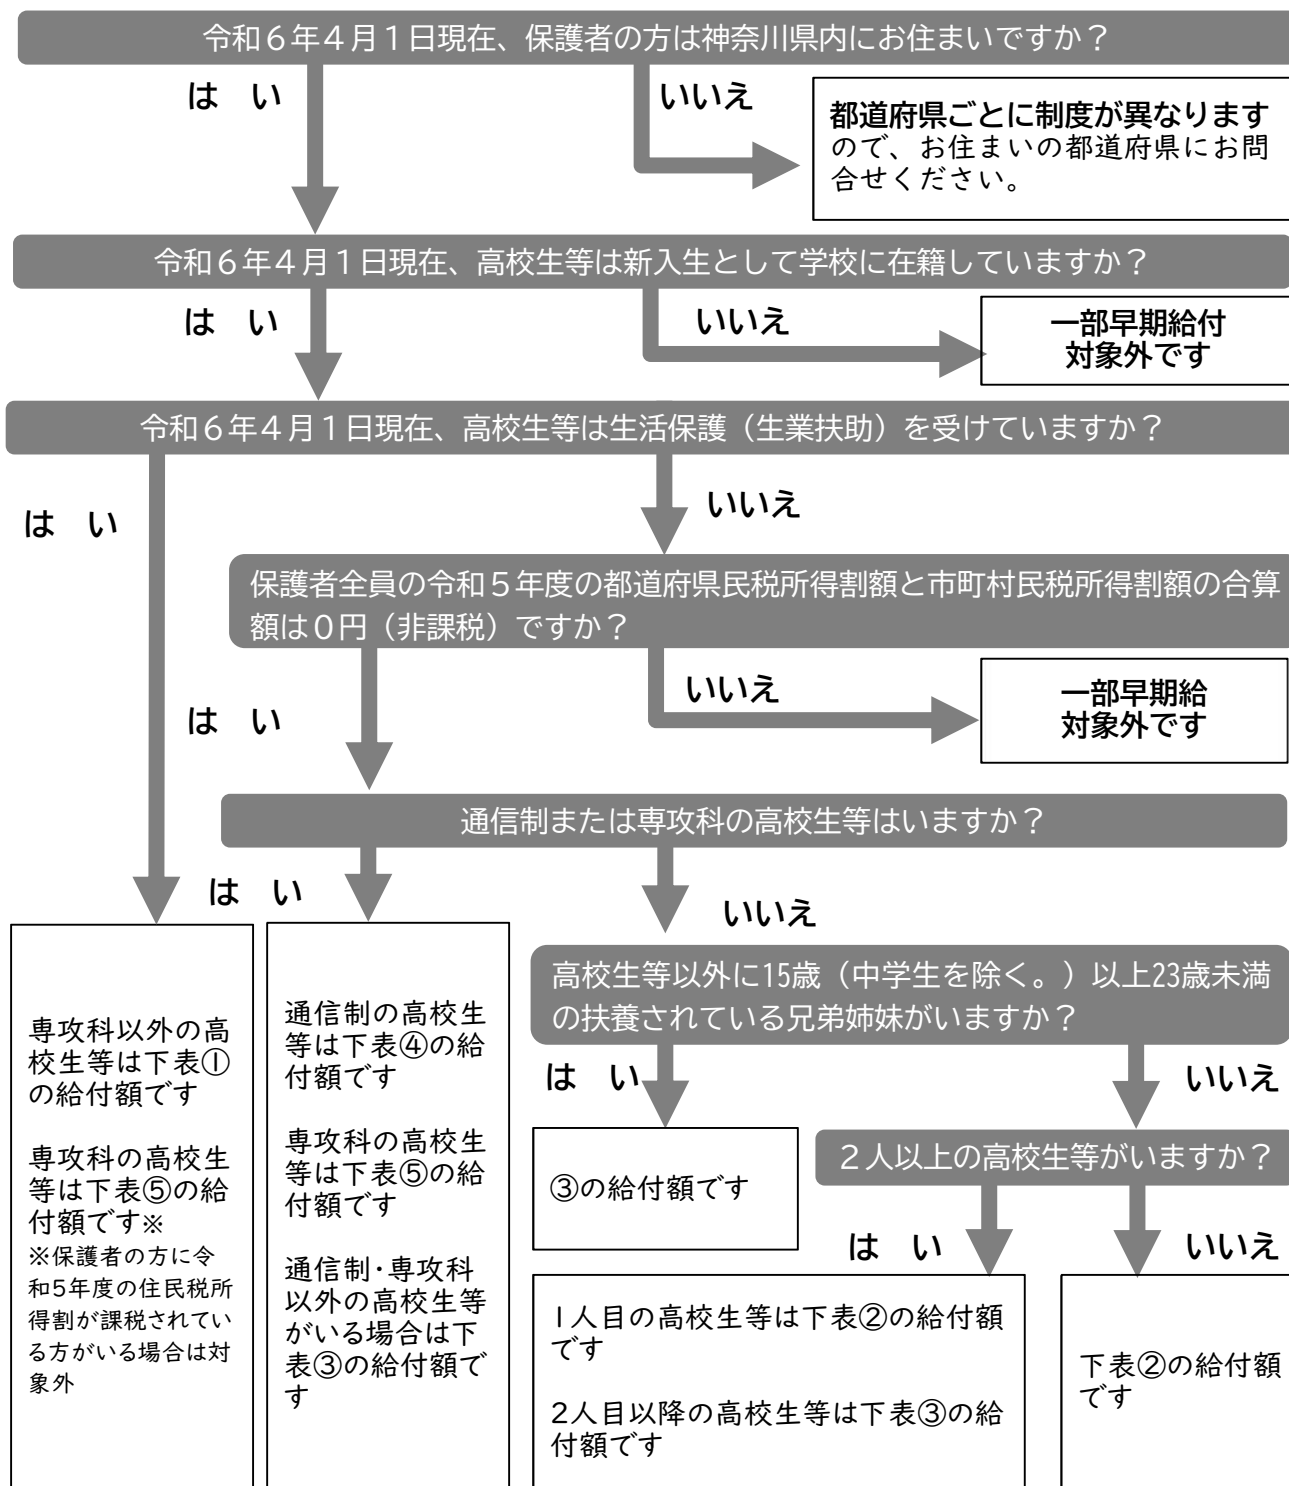 令和６年４月１日現在、保護者の方は神奈川県内にお住まいですか？
は　い
いいえ
都道府県ごとに制度が異なります
ので、お住まいの都道府県にお問
合せください。
令和６年４月１日現在、高校生等は新入生として学校に在籍していますか？
は　い
いいえ
一部早期給付
対象外です
令和６年４月１日現在、高校生等は生活保護（生業扶助）を受けていますか？
は　い
いいえ
保護者全員の令和５年度の都道府県民税所得割額と市町村民税所得割額の合算
額は０円（非課税）ですか？
は　い
いいえ
一部早期給
対象外です
通信制または専攻科の高校生等はいますか？
は　い
いいえ
専攻科以外の高
校生等は下表①
の給付額です
専攻科の高校生
等は下表⑤の給
付額です※
※保護者の方に令
和5年度の住民税所
得割が課税されてい
る方がいる場合は対
象外
通信制の高校生
等は下表④の給
付額です
専攻科の高校生
等は下表⑤の給
付額です
通信制・専攻科
以外の高校生等
がいる場合は下
表③の給付額で
す
高校生等以外に15歳（中学生を除く。）以上23歳未満
の扶養されている兄弟姉妹がいますか？
は　い
いいえ
③の給付額です
２人以上の高校生等がいますか？
は　い
いいえ
1人目の高校生等は下表②の給付額
です
2人目以降の高校生等は下表③の給
付額です
下表②の給付額
です